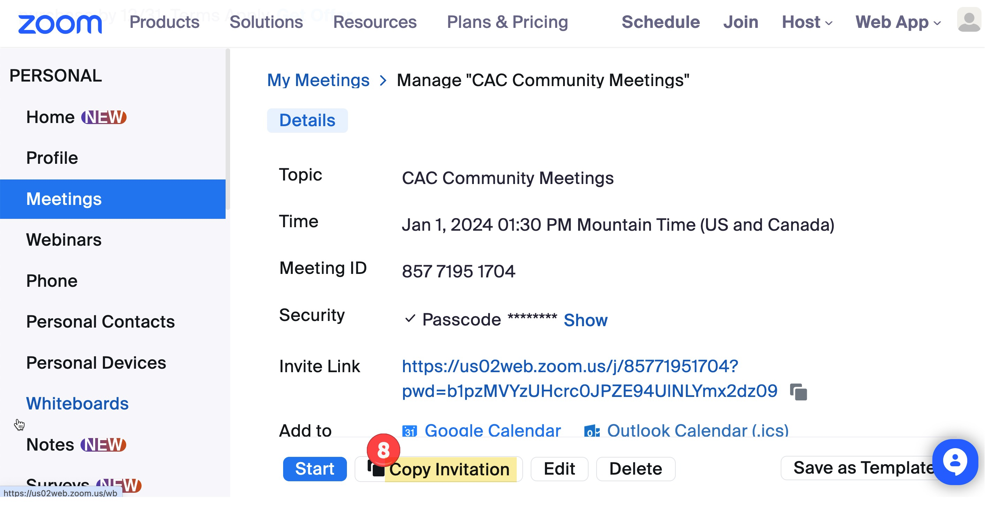 purchase by 12/31. Terms Apply. Get Offer
zoom Products Solutions Resources Plans & Pricing Schedule Join Host Web App
PERSONAL
Home NEW
Profile
Meetings
Webinars
Phone
Personal Contacts
Personal Devices
Whiteboards
Notes NEW
Surveys NEW
https://us02web.zoom.us/wb
My Meetings > Manage "CAC Community Meetings"
Details
Topic CAC Community Meetings
Time Jan 1, 2024 01:30 PM Mountain Time (US and Canada)
Meeting ID 857 7195 1704
Security ✓ Passcode ******** Show
Invite Link https://us02web.zoom.us/j/85771951704?
pwd=b1pzMVYzUHcrc0JPZE94UlNLYmx2dz09
Add to 31 Google Calendar Outlook Calendar (.ics)
8
Start Copy Invitation Edit Delete Save as Template